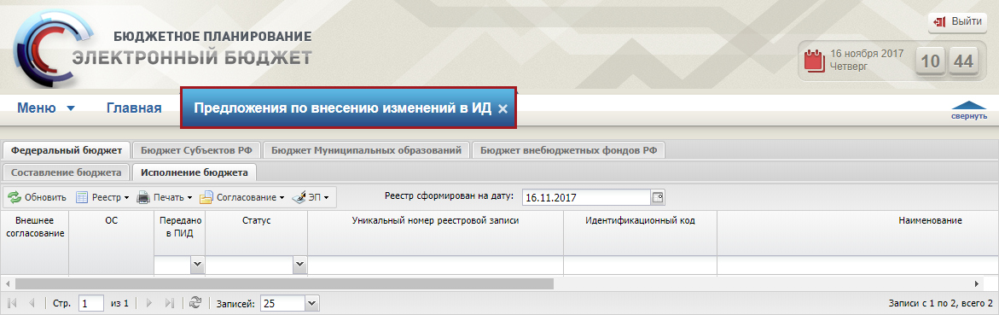 БЮДЖЕТНОЕ ПЛАНИРОВАНИЕ
ЭЛЕКТРОННЫЙ БЮДЖЕТ
Выйти
16 ноября 2017
Четверг
10 44
Меню Главная Предложения по внесению изменений в ИД
свернуть
Федеральный бюджет Бюджет Субъектов РФ Бюджет Муниципальных образований Бюджет внебюджетных фондов РФ
Составление бюджета Исполнение бюджета
Обновить Реестр Печать Согласование ЭП Реестр сформирован на дату: 16.11.2017
Внешнее согласование ОС Передано в ПИД Статус Уникальный номер реестровой записи Идентификационный код Наименование
Стр. 1 из 1 Записей: 25 Записи с 1 по 2, всего 2